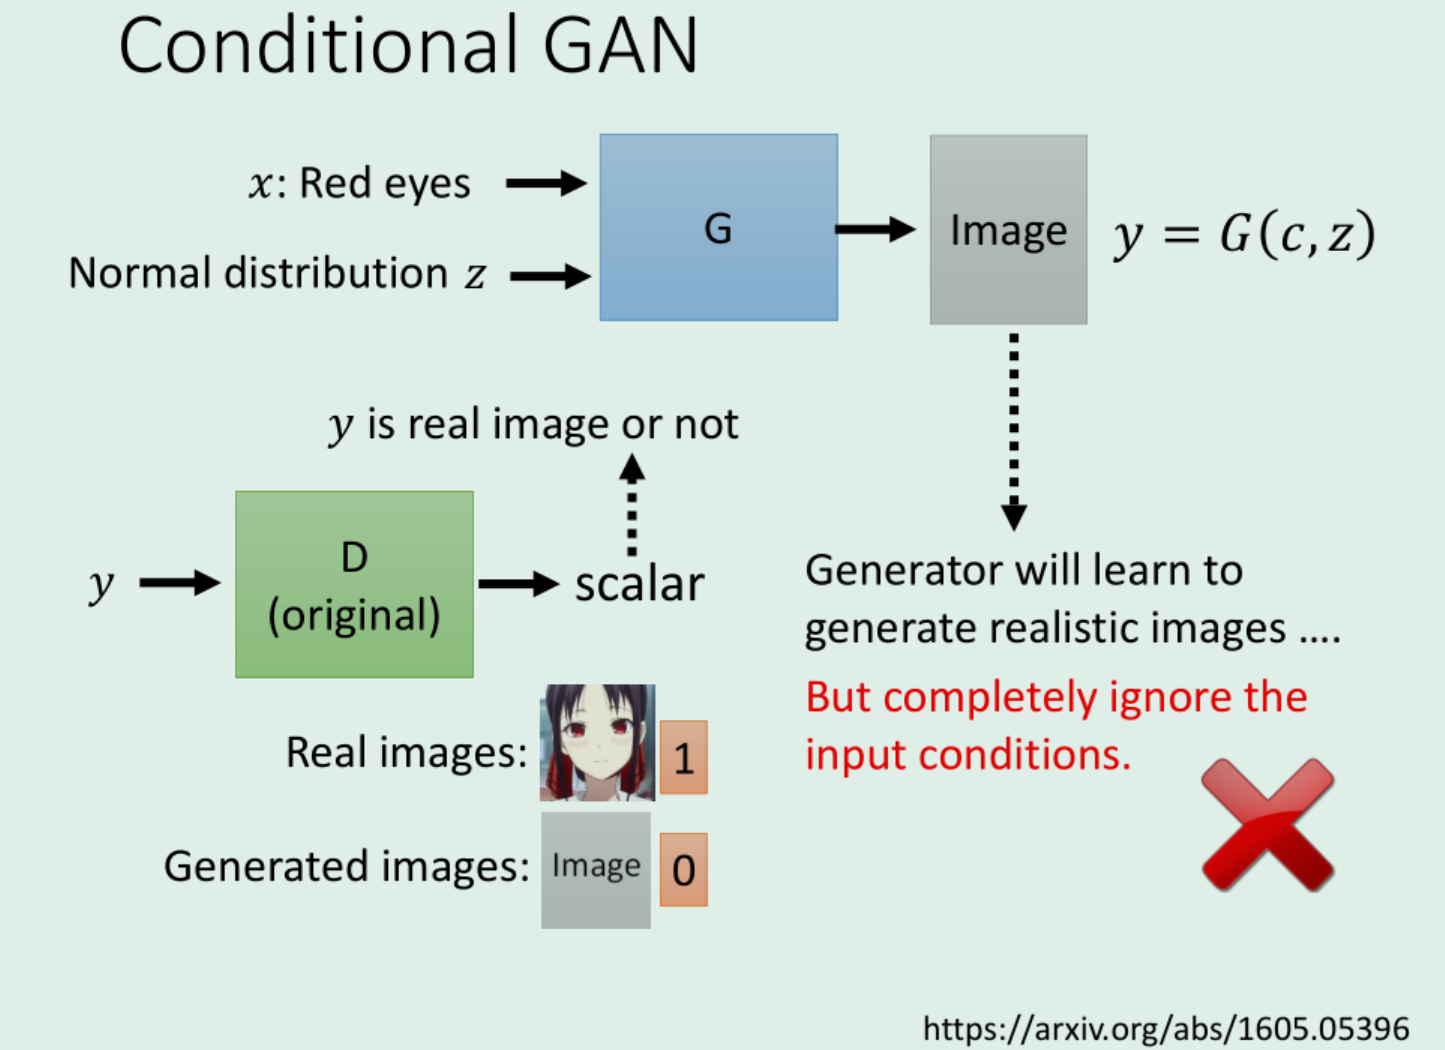 Conditional GAN
x: Red eyes
Normal distribution z
G
Image
y = G(c, z)
y is real image or not
y
D
(original)
scalar
Generator will learn to
generate realistic images ....
But completely ignore the
input conditions.
Real images:
1
Generated images:
Image
0
https://arxiv.org/abs/1605.05396